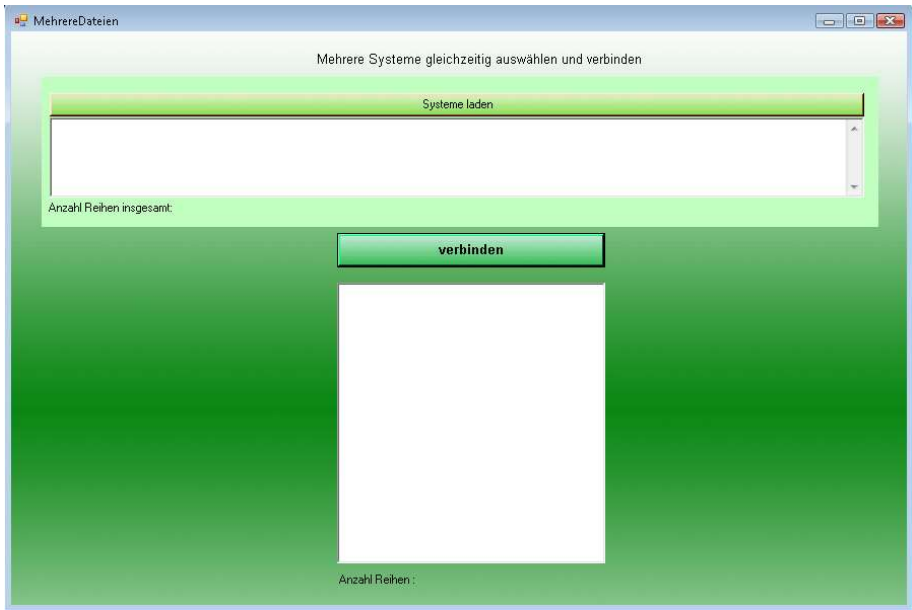 MehrereDateien
Mehrere Systeme gleichzeitig auswählen und verbinden
Systeme laden
Anzahl Reihen insgesamt:
verbinden
Anzahl Reihen :